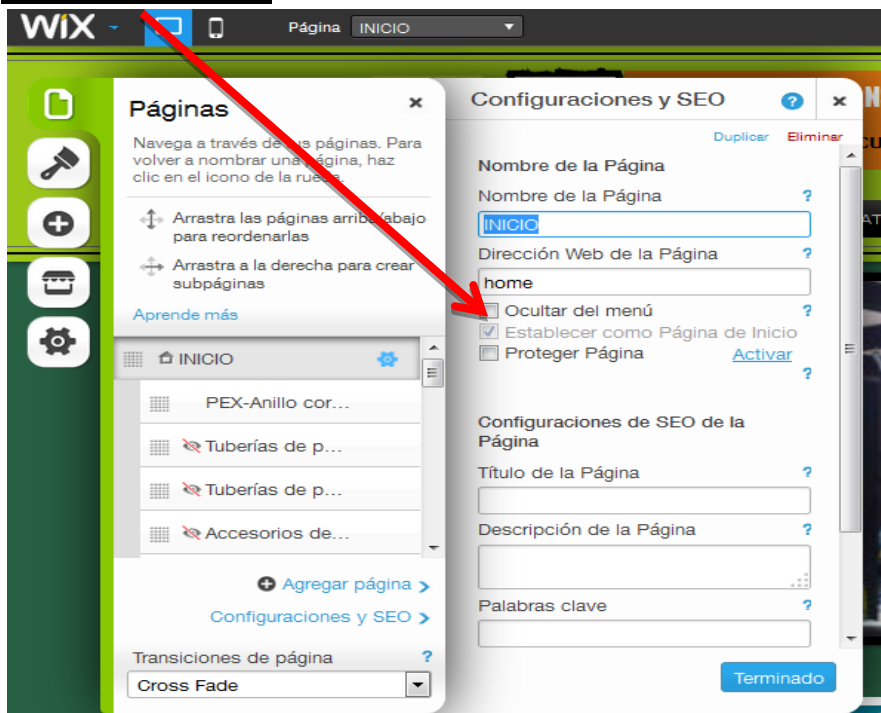 WiX
Página INICIO
Páginas
Navega a través de tus páginas. Para
volver a nombrar una página, haz
clic en el icono de la rueda.
Arrastra las páginas arriba/abajo
para reordenarlas
Arrastra a la derecha para crear
subpáginas
Aprende más
INICIO
PEX-Anillo cor...
Tuberías de p...
Tuberías de p...
Accesorios de...
Agregar página >
Configuraciones y SEO >
Transiciones de página ?
Cross Fade
Configuraciones y SEO ?
Duplicar Eliminar
Nombre de la Página
Nombre de la Página ?
INICIO
Dirección Web de la Página ?
home
Ocultar del menú ?
Establecer como Página de Inicio
Proteger Página Activar
?
Configuraciones de SEO de la
Página
Título de la Página ?
Descripción de la Página ?
Palabras clave ?
Terminado